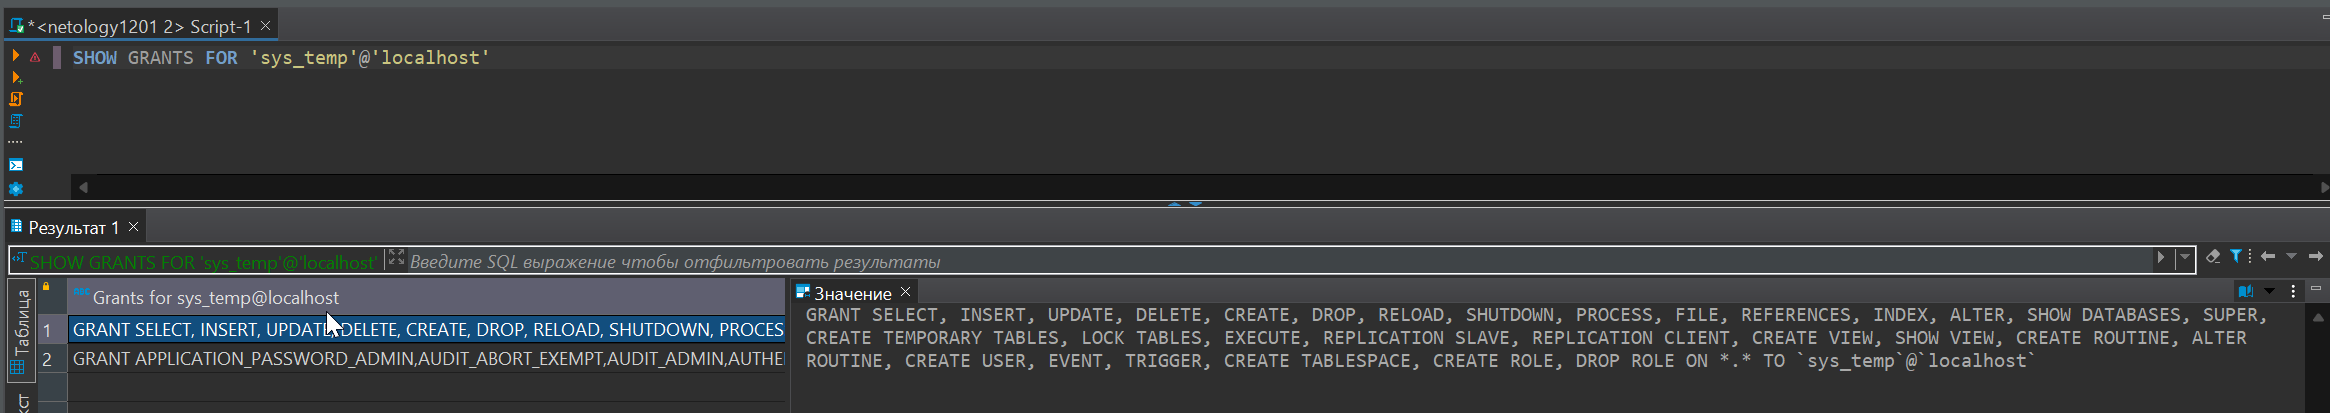 *<netology1201 2> Script-1
SHOW GRANTS FOR 'sys_temp'@'localhost'
Результат 1
SHOW GRANTS FOR 'sys_temp'@'localhost' Введите SQL выражение чтобы отфильтровать результаты
Таблица
Grants for sys_temp@localhost
1 GRANT SELECT, INSERT, UPDATE, DELETE, CREATE, DROP, RELOAD, SHUTDOWN, PROCES
2 GRANT APPLICATION_PASSWORD_ADMIN,AUDIT_ABORT_EXEMPT,AUDIT_ADMIN,AUTHE
Значение
GRANT SELECT, INSERT, UPDATE, DELETE, CREATE, DROP, RELOAD, SHUTDOWN, PROCESS, FILE, REFERENCES, INDEX, ALTER, SHOW DATABASES, SUPER,
CREATE TEMPORARY TABLES, LOCK TABLES, EXECUTE, REPLICATION SLAVE, REPLICATION CLIENT, CREATE VIEW, SHOW VIEW, CREATE ROUTINE, ALTER
ROUTINE, CREATE USER, EVENT, TRIGGER, CREATE TABLESPACE, CREATE ROLE, DROP ROLE ON *.* TO `sys_temp`@`localhost`